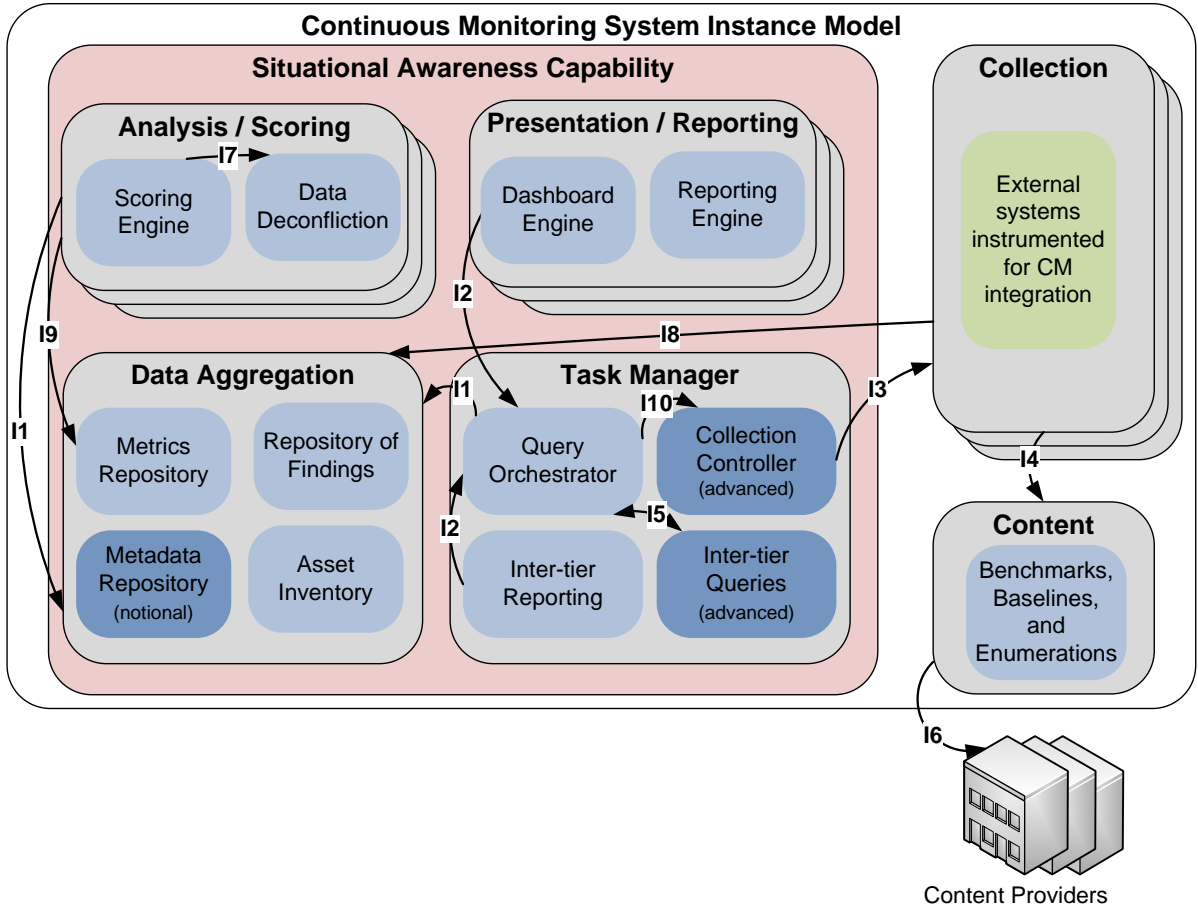 Continuous Monitoring System Instance Model
Situational Awareness Capability
Analysis / Scoring
I7
Scoring
Engine
Data
Deconfliction
Presentation / Reporting
Dashboard
Engine
Reporting
Engine
Collection
External
systems
instrumented
for CM
integration
I2
I9
I8
I1
Data Aggregation
Metrics
Repository
Repository of
Findings
Metadata
Repository
(notional)
Asset
Inventory
I1
Task Manager
I10
I3
Query
Orchestrator
Collection
Controller
(advanced)
I2
I5
Inter-tier
Reporting
Inter-tier
Queries
(advanced)
I4
Content
Benchmarks,
Baselines,
and
Enumerations
I6
Content Providers